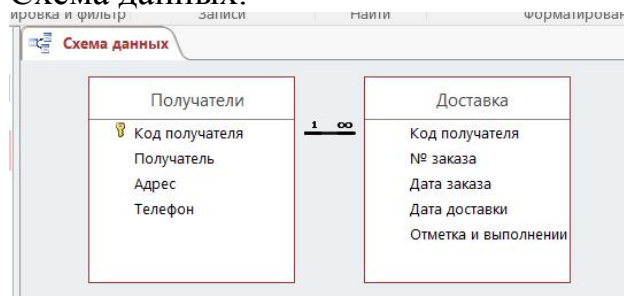 Схема данных:
ировка и фильтр Записи Найти Форматирован
Схема данных
Получатели
Код получателя
Получатель
Адрес
Телефон
1 ∞
Доставка
Код получателя
№ заказа
Дата заказа
Дата доставки
Отметка и выполнении